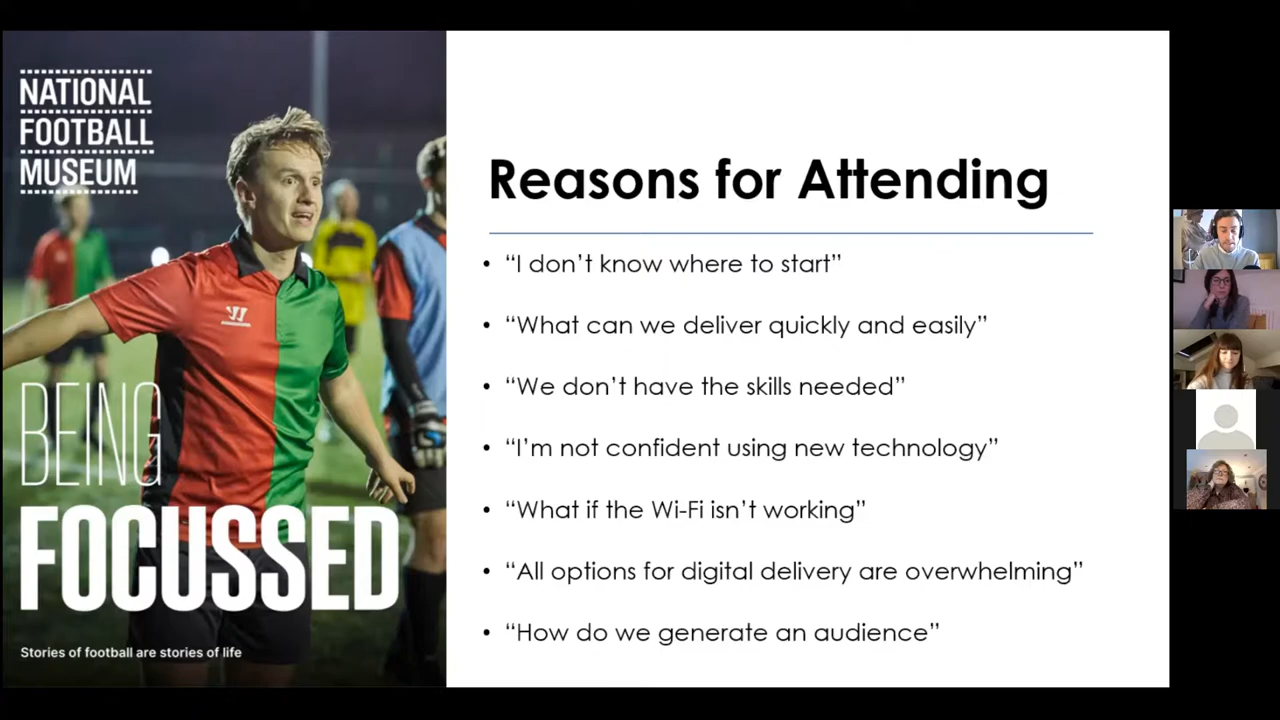 NATIONAL
FOOTBALL
MUSEUM
BEING
FOCUSSED
Stories of football are stories of life
Reasons for Attending
• “I don’t know where to start”
• “What can we deliver quickly and easily”
• “We don’t have the skills needed”
• “I’m not confident using new technology”
• “What if the Wi-Fi isn’t working”
• “All options for digital delivery are overwhelming”
• “How do we generate an audience”